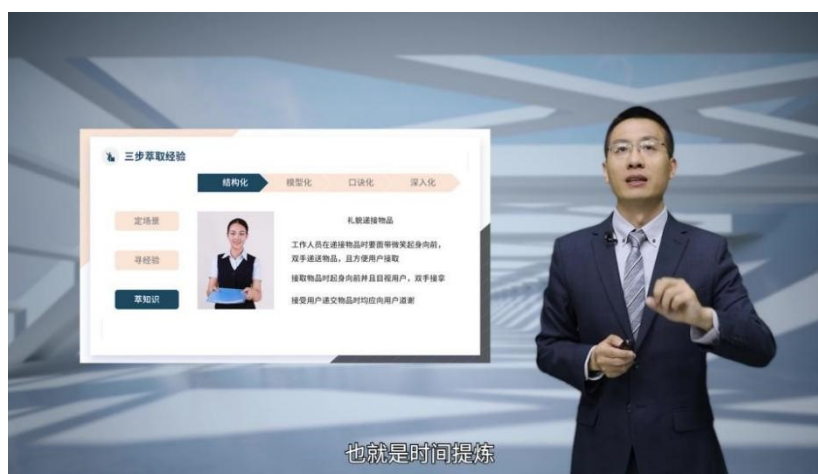 三步萃取经验
结构化
模型化
口诀化
深入化
定场景
寻经验
萃知识
礼貌递接物品
工作人员在递接物品时要面带微笑起身向前，
双手递送物品，且方便用户接取
接取物品时起身向前并且目视用户，双手接拿
接受用户递交物品时均应向用户道谢
也就是时间提炼